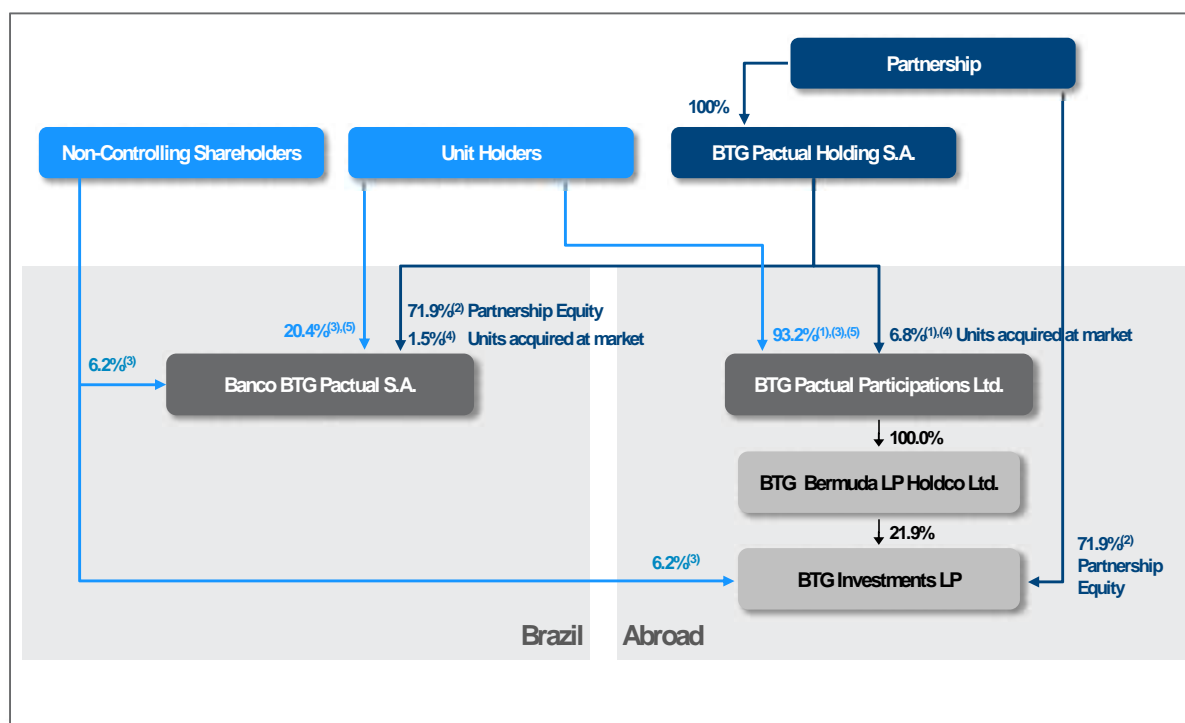 Partnership
100%
Non-Controlling Shareholders
Unit Holders
BTG Pactual Holding S.A.
71.9%(2) Partnership Equity
20.4%(3),(5)
1.5%(4) Units acquired at market
93.2%(1),(3),(5)
6.8%(1),(4) Units acquired at market
6.2%(3)
Banco BTG Pactual S.A.
BTG Pactual Participations Ltd.
100.0%
BTG Bermuda LP Holdco Ltd.
21.9%
6.2%(3)
BTG Investments LP
71.9%(2)
Partnership
Equity
Brazil
Abroad